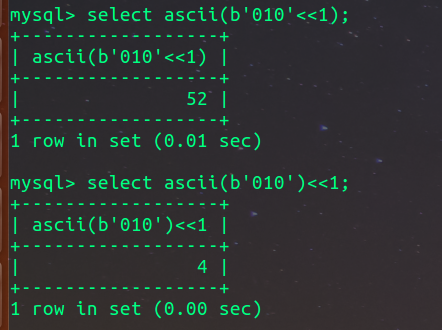 mysql> select ascii(b'010'<<1);
+------------------+
| ascii(b'010'<<1) |
+------------------+
|               52 |
+------------------+
1 row in set (0.01 sec)
mysql> select ascii(b'010')<<1;
+------------------+
| ascii(b'010')<<1 |
+------------------+
|                4 |
+------------------+
1 row in set (0.00 sec)